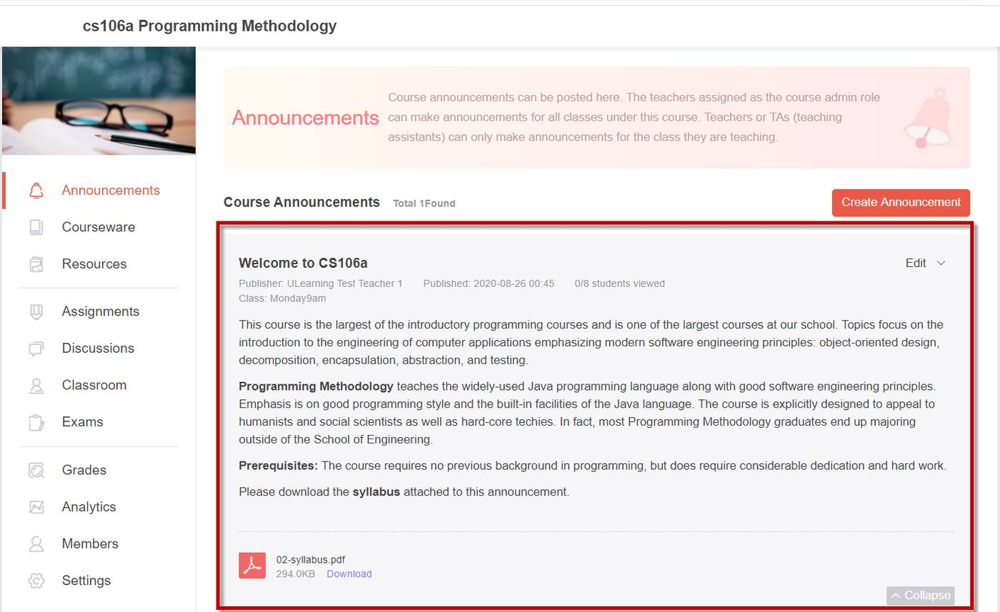 cs106a Programming Methodology
Announcements
Courseware
Resources
Assignments
Discussions
Classroom
Exams
Grades
Analytics
Members
Settings
Announcements
Course announcements can be posted here. The teachers assigned as the course admin role
can make announcements for all classes under this course. Teachers or TAs (teaching
assistants) can only make announcements for the class they are teaching.
Course Announcements Total 1Found
Create Announcement
Welcome to CS106a
Edit
Publisher: ULearning Test Teacher 1 Published: 2020-08-26 00:45 0/8 students viewed
Class: Monday9am
This course is the largest of the introductory programming courses and is one of the largest courses at our school. Topics focus on the
introduction to the engineering of computer applications emphasizing modern software engineering principles: object-oriented design,
decomposition, encapsulation, abstraction, and testing.
Programming Methodology teaches the widely-used Java programming language along with good software engineering principles.
Emphasis is on good programming style and the built-in facilities of the Java language. The course is explicitly designed to appeal to
humanists and social scientists as well as hard-core techies. In fact, most Programming Methodology graduates end up majoring
outside of the School of Engineering.
Prerequisites: The course requires no previous background in programming, but does require considerable dedication and hard work.
Please download the syllabus attached to this announcement.
02-syllabus.pdf
294.0KB Download
Collapse